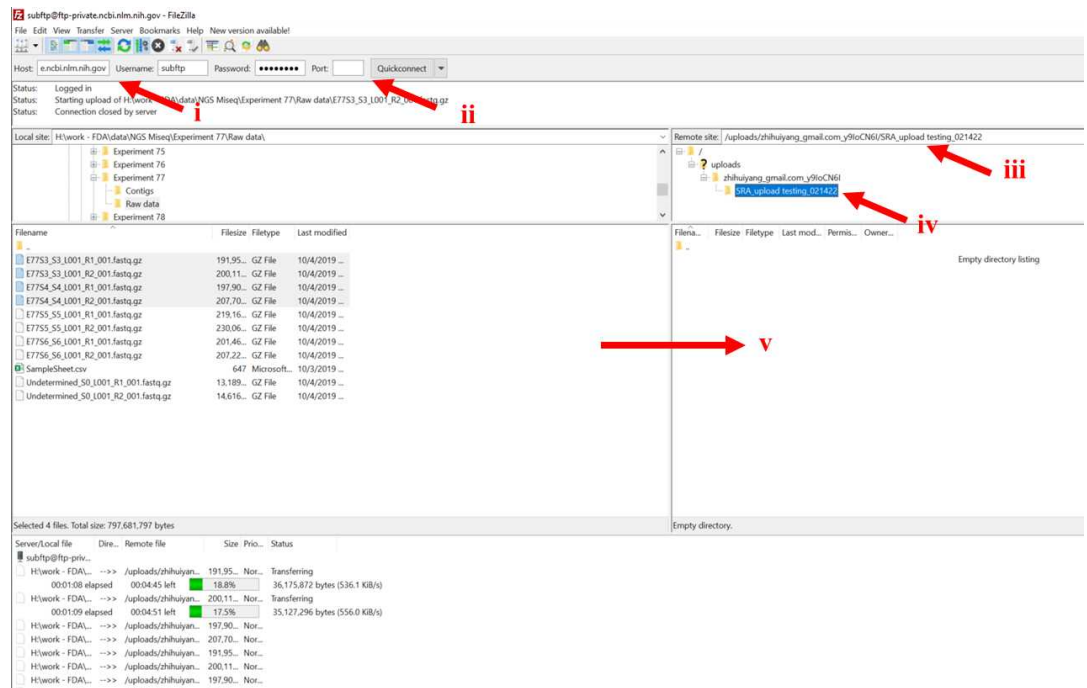 subftp@ftp-private.ncbi.nlm.nih.gov - FileZilla
File Edit View Transfer Server Bookmarks Help New version available!
Host: e.ncbi.nlm.nih.gov Username: subftp Password: ●●●●●●●● Port: Quickconnect
i
ii
Status: Logged in
Status: Starting upload of H:\work - FDA\data\NGS Miseq\Experiment 77\Raw data\E77S3_S3_L001_R2_001.fastq.gz
Status: Connection closed by server
Local site: H:\work - FDA\data\NGS Miseq\Experiment 77\Raw data\
Experiment 75
Experiment 76
Experiment 77
Contigs
Raw data
Experiment 78
Remote site: /uploads/zhihuiyang_gmail.com_y9IoCN6I/SRA_upload testing_021422
/
uploads
zhihuiyang_gmail.com_y9IoCN6I
SRA_upload testing_021422
iii
iv
Filename Filesize Filetype Last modified
..
E77S3_S3_L001_R1_001.fastq.gz 191,95... GZ File 10/4/2019 ...
E77S3_S3_L001_R2_001.fastq.gz 200,11... GZ File 10/4/2019 ...
E77S4_S4_L001_R1_001.fastq.gz 197,90... GZ File 10/4/2019 ...
E77S4_S4_L001_R2_001.fastq.gz 207,70... GZ File 10/4/2019 ...
E77S5_S5_L001_R1_001.fastq.gz 219,16... GZ File 10/4/2019 ...
E77S5_S5_L001_R2_001.fastq.gz 230,06... GZ File 10/4/2019 ...
E77S6_S6_L001_R1_001.fastq.gz 201,46... GZ File 10/4/2019 ...
E77S6_S6_L001_R2_001.fastq.gz 207,22... GZ File 10/4/2019 ...
SampleSheet.csv 647 Microsoft... 10/3/2019 ...
Undetermined_S0_L001_R1_001.fastq.gz 13,189... GZ File 10/4/2019 ...
Undetermined_S0_L001_R2_001.fastq.gz 14,616... GZ File 10/4/2019 ...
Filena... Filesize Filetype Last mod... Permis... Owner...
..
Empty directory listing
v
Selected 4 files. Total size: 797,681,797 bytes
Empty directory.
Server/Local file Dire... Remote file Size Prio... Status
subftp@ftp-priv...
H:\work - FDA\... -->> /uploads/zhihuiyan... 191,95... Nor... Transferring
00:01:08 elapsed 00:04:45 left 18.8% 36,175,872 bytes (536.1 KiB/s)
H:\work - FDA\... -->> /uploads/zhihuiyan... 200,11... Nor... Transferring
00:01:09 elapsed 00:04:51 left 17.5% 35,127,296 bytes (556.0 KiB/s)
H:\work - FDA\... -->> /uploads/zhihuiyan... 197,90... Nor...
H:\work - FDA\... -->> /uploads/zhihuiyan... 207,70... Nor...
H:\work - FDA\... -->> /uploads/zhihuiyan... 191,95... Nor...
H:\work - FDA\... -->> /uploads/zhihuiyan... 200,11... Nor...
H:\work - FDA\... -->> /uploads/zhihuiyan... 197,90... Nor...